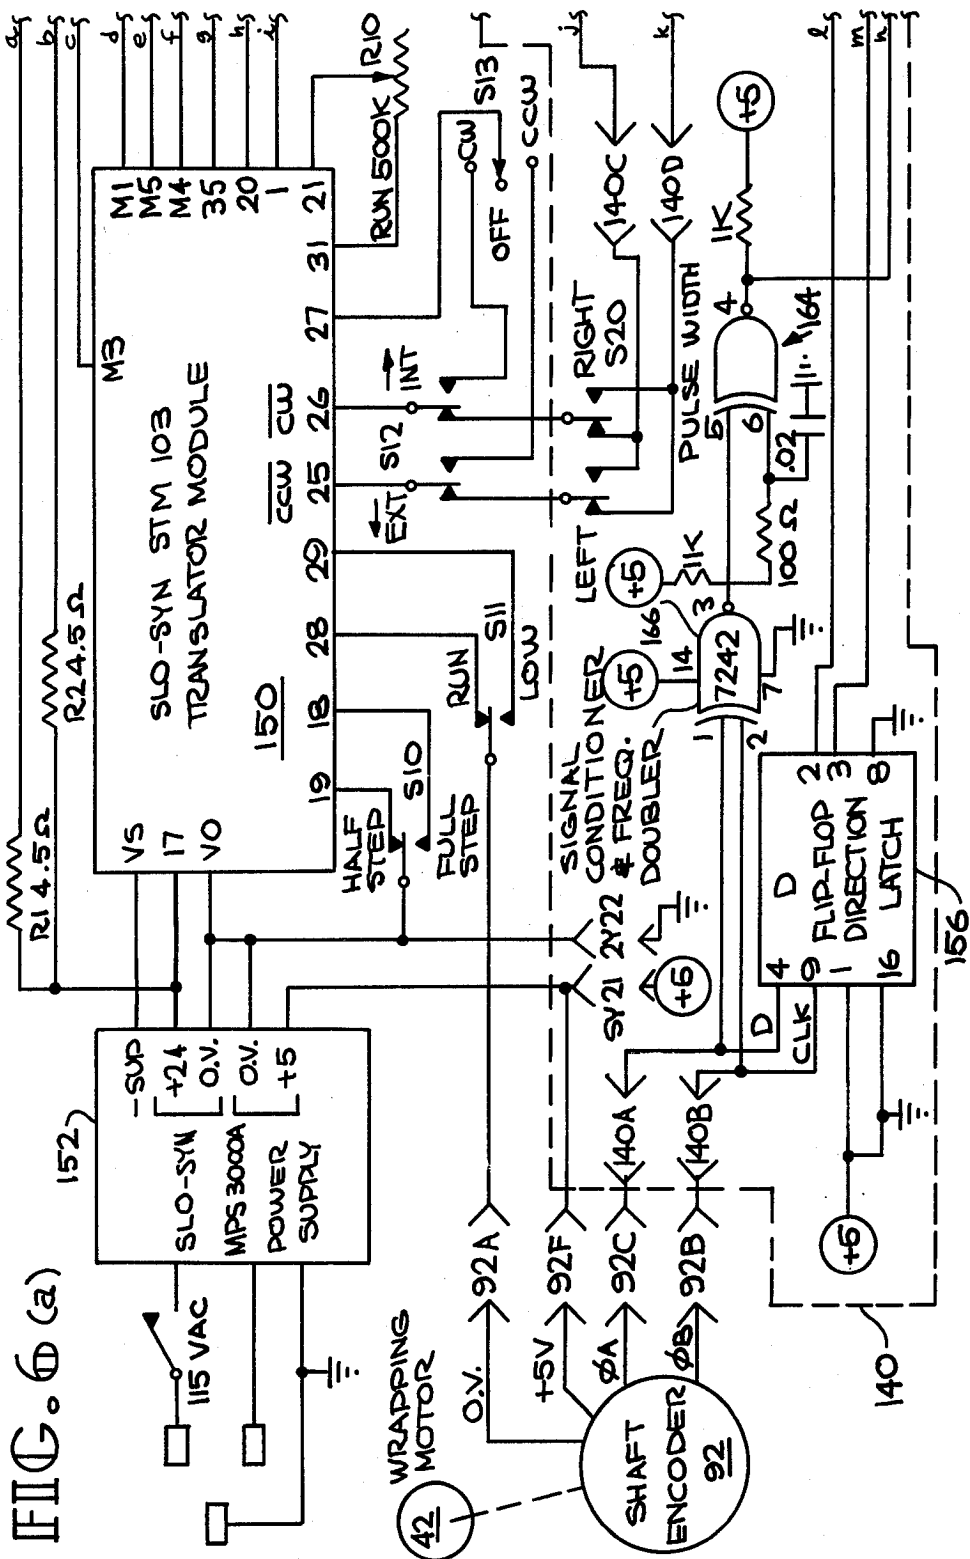 FIG. 6 (a)
152
115 VAC
-SUP
+24
O.V.
O.V.
+5
SLO-SYN
MPS 3000A
POWER
SUPPLY
R1 4.5Ω
R2 4.5Ω
a
b
c
d
e
f
g
h
i
VS
17
VO
SLO-SYN STM 103
TRANSLATOR MODULE
150
M3
M1
M5
M4
35
20
1
21
19
18
28
29
25
26
27
31
CCW
CW
RUN 500K
R10
HALF
STEP
S10
FULL
STEP
RUN
S11
LOW
EXT
S12
INT
OFF
CW
S13
CCW
WRAPPING
MOTOR
42
SHAFT
ENCODER
92
O.V.
+5V
ØA
ØB
92A
92F
92C
92B
140A
140B
SY21
2Y22
+5
SIGNAL
CONDITIONER
& FREQ.
DOUBLER
LEFT
RIGHT
S20
140C
140D
j
k
PULSE WIDTH
+5
+5
1K
100Ω
.02
166
14
7242
1
2
3
7
5
6
4
164
1K
+5
D
CLK
4
9
1
16
D
FLIP-FLOP
DIRECTION
LATCH
2
3
8
156
+5
140
l
m
n